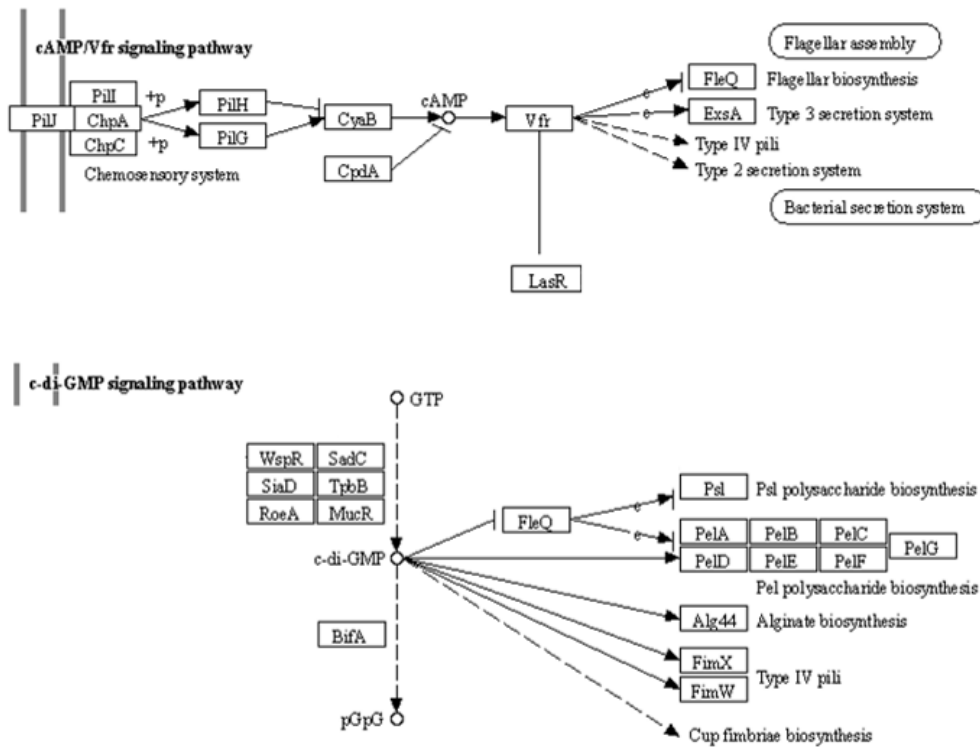 cAMP/Vfr signaling pathway
Flagellar assembly
PilI +p PilH cAMP FleQ Flagellar biosynthesis
e
PilJ ChpA CyaB Vfr ExsA Type 3 secretion system
e
ChpC +p PilG Type IV pili
Chemosensory system CpdA Type 2 secretion system
Bacterial secretion system
LasR
c-di-GMP signaling pathway
GTP
WspR SadC
SiaD TpbB Psl Psl polysaccharide biosynthesis
e
RoeA MucR FleQ
e PelA PelB PelC
PelG
c-di-GMP PelD PelE PelF
Pel polysaccharide biosynthesis
Alg44 Alginate biosynthesis
BifA
FimX
Type IV pili
FimW
pGpG
Cup fimbriae biosynthesis